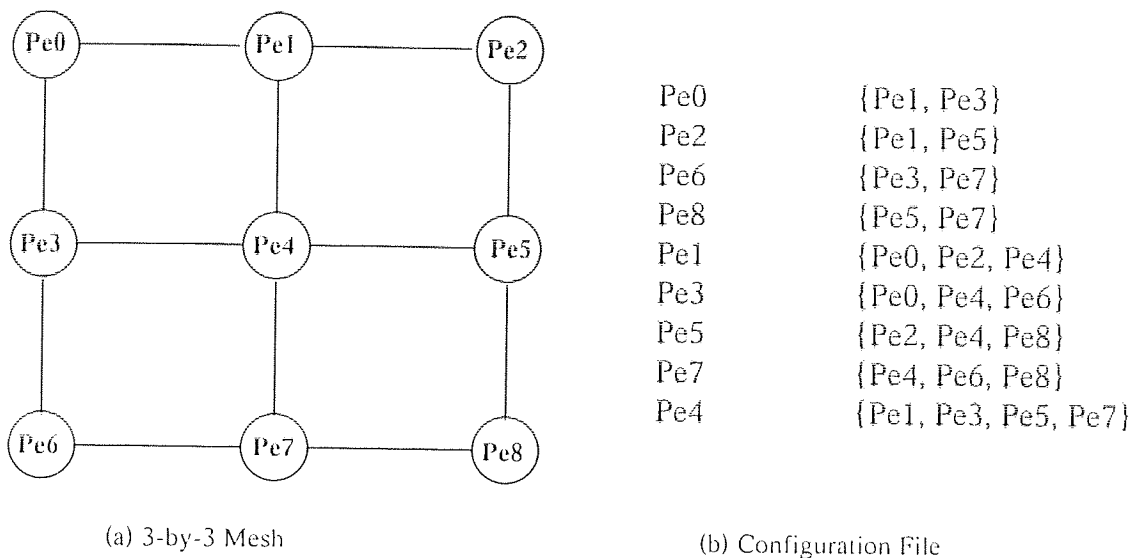 Pe0 Pe1 Pe2
Pe3 Pe4 Pe5
Pe6 Pe7 Pe8
(a) 3-by-3 Mesh
Pe0 {Pe1, Pe3}
Pe2 {Pe1, Pe5}
Pe6 {Pe3, Pe7}
Pe8 {Pe5, Pe7}
Pe1 {Pe0, Pe2, Pe4}
Pe3 {Pe0, Pe4, Pe6}
Pe5 {Pe2, Pe4, Pe8}
Pe7 {Pe4, Pe6, Pe8}
Pe4 {Pe1, Pe3, Pe5, Pe7}
(b) Configuration File